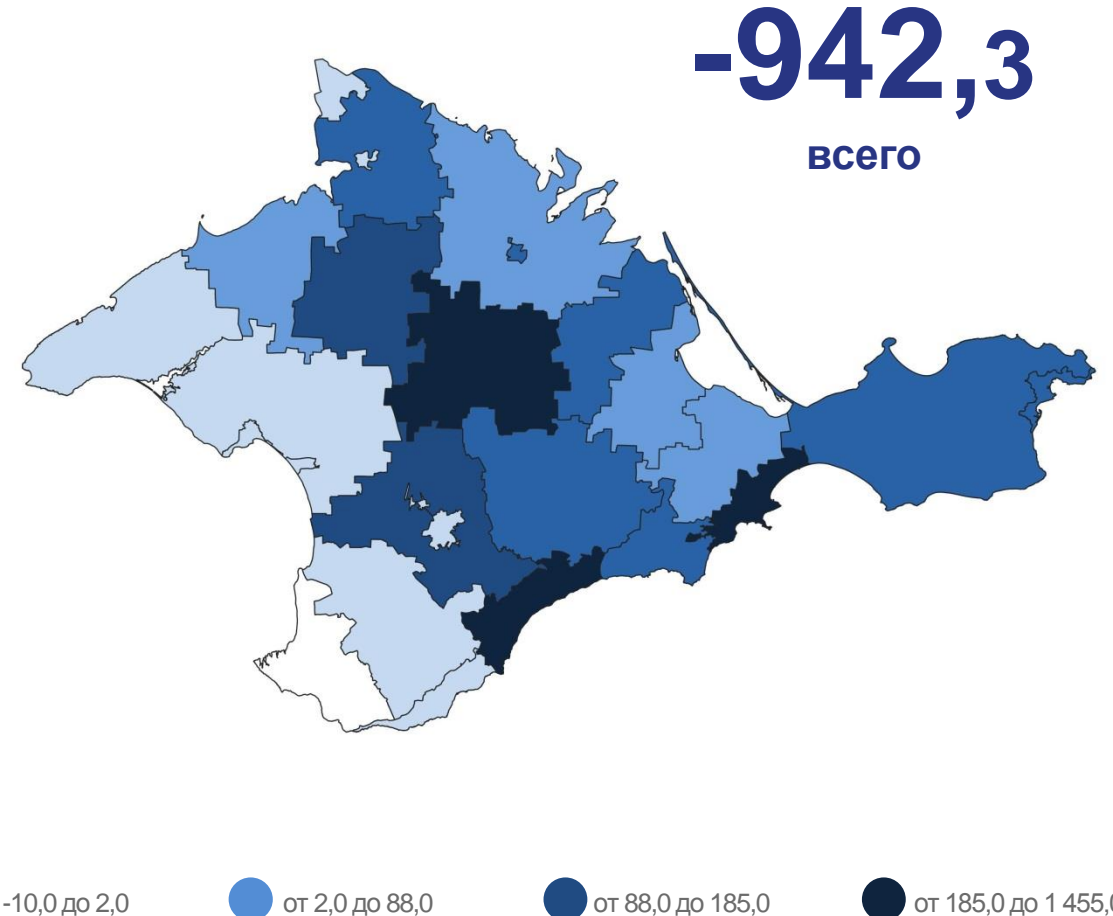 -942,3
всего
-10,0 до 2,0
от 2,0 до 88,0
от 88,0 до 185,0
от 185,0 до 1 455,0